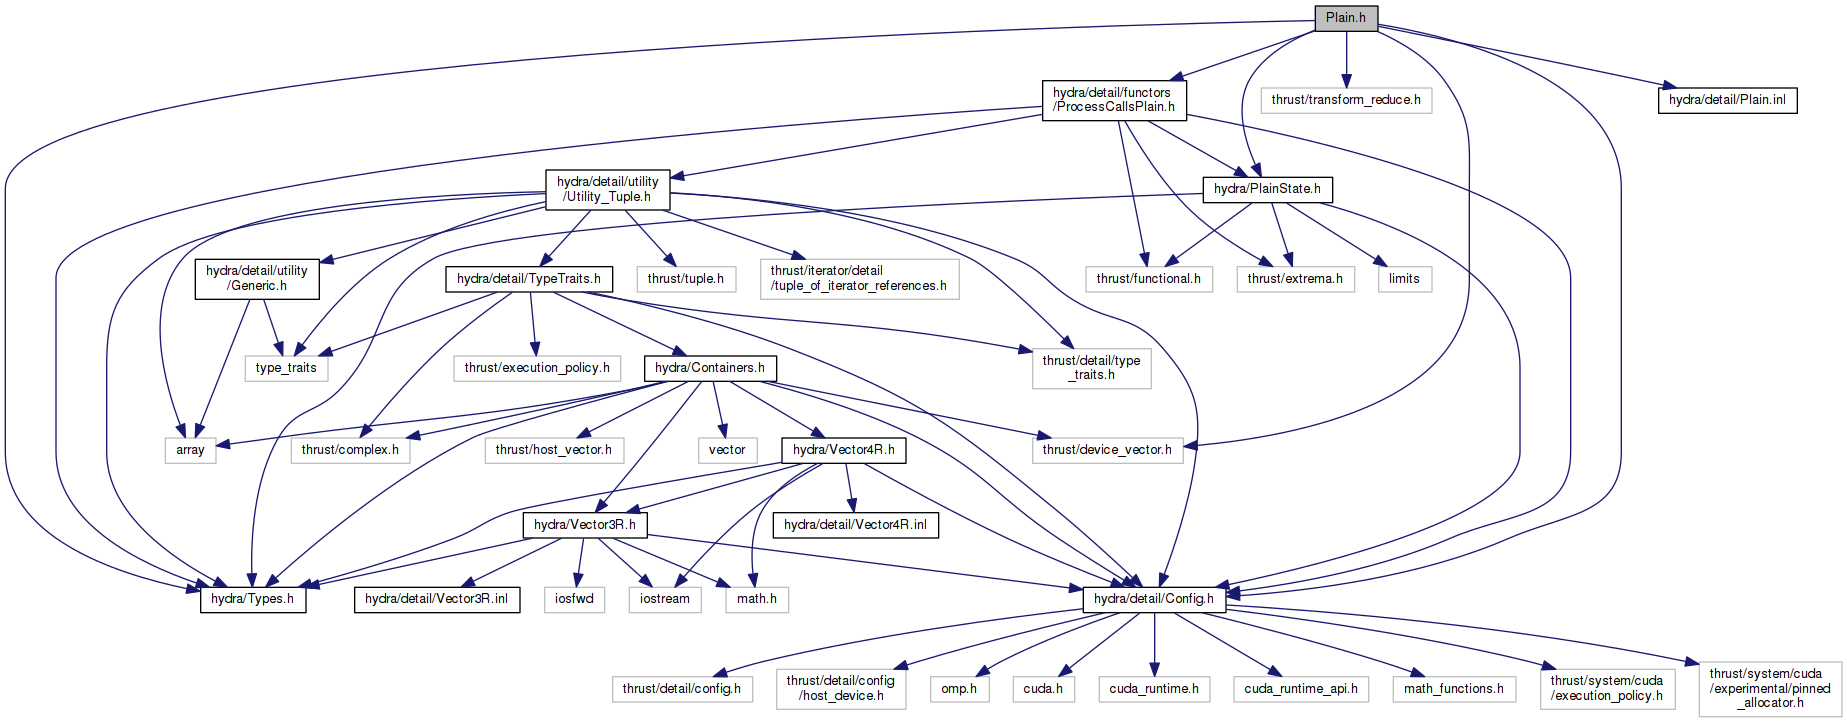 Plain.h
hydra/detail/functors
/ProcessCallsPlain.h
thrust/transform_reduce.h
hydra/detail/Plain.inl
hydra/detail/utility
/Utility_Tuple.h
hydra/PlainState.h
hydra/detail/utility
/Generic.h
hydra/detail/TypeTraits.h
thrust/tuple.h
thrust/iterator/detail
/tuple_of_iterator_references.h
thrust/functional.h
thrust/extrema.h
limits
type_traits
thrust/execution_policy.h
hydra/Containers.h
thrust/detail/type
_traits.h
array
thrust/complex.h
thrust/host_vector.h
vector
hydra/Vector4R.h
thrust/device_vector.h
hydra/Vector3R.h
hydra/detail/Vector4R.inl
hydra/Types.h
hydra/detail/Vector3R.inl
iosfwd
iostream
math.h
hydra/detail/Config.h
thrust/detail/config.h
thrust/detail/config
/host_device.h
omp.h
cuda.h
cuda_runtime.h
cuda_runtime_api.h
math_functions.h
thrust/system/cuda
/execution_policy.h
thrust/system/cuda
/experimental/pinned
_allocator.h